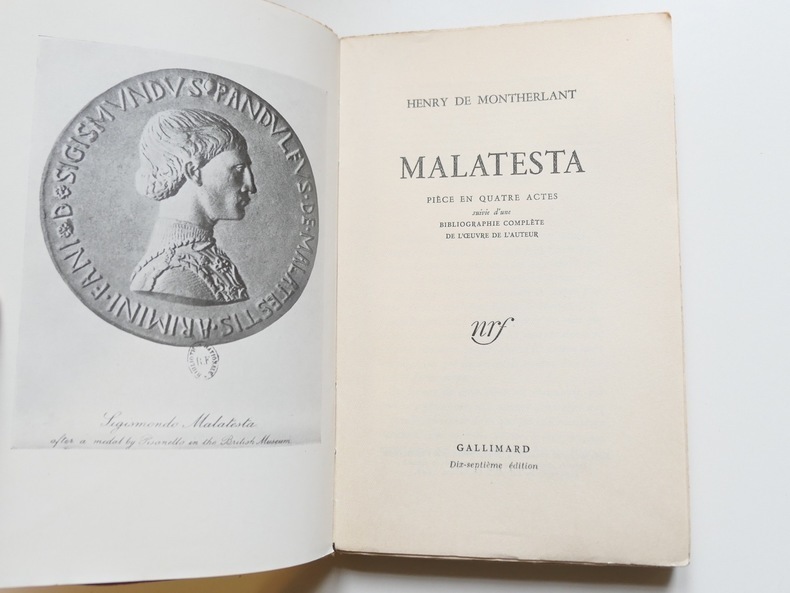 SIGISMVNDVS·PANDVLFVS·DE·MALATESTIS·ARIMINI·FANI·D·
B.F
Sigismondo Malatesta
after a medal by Pisanello in the British Museum
HENRY DE MONTHERLANT
MALATESTA
PIÈCE EN QUATRE ACTES
suivie d'une
BIBLIOGRAPHIE COMPLÈTE
DE L'ŒUVRE DE L'AUTEUR
nrf
GALLIMARD
Dix-septième édition